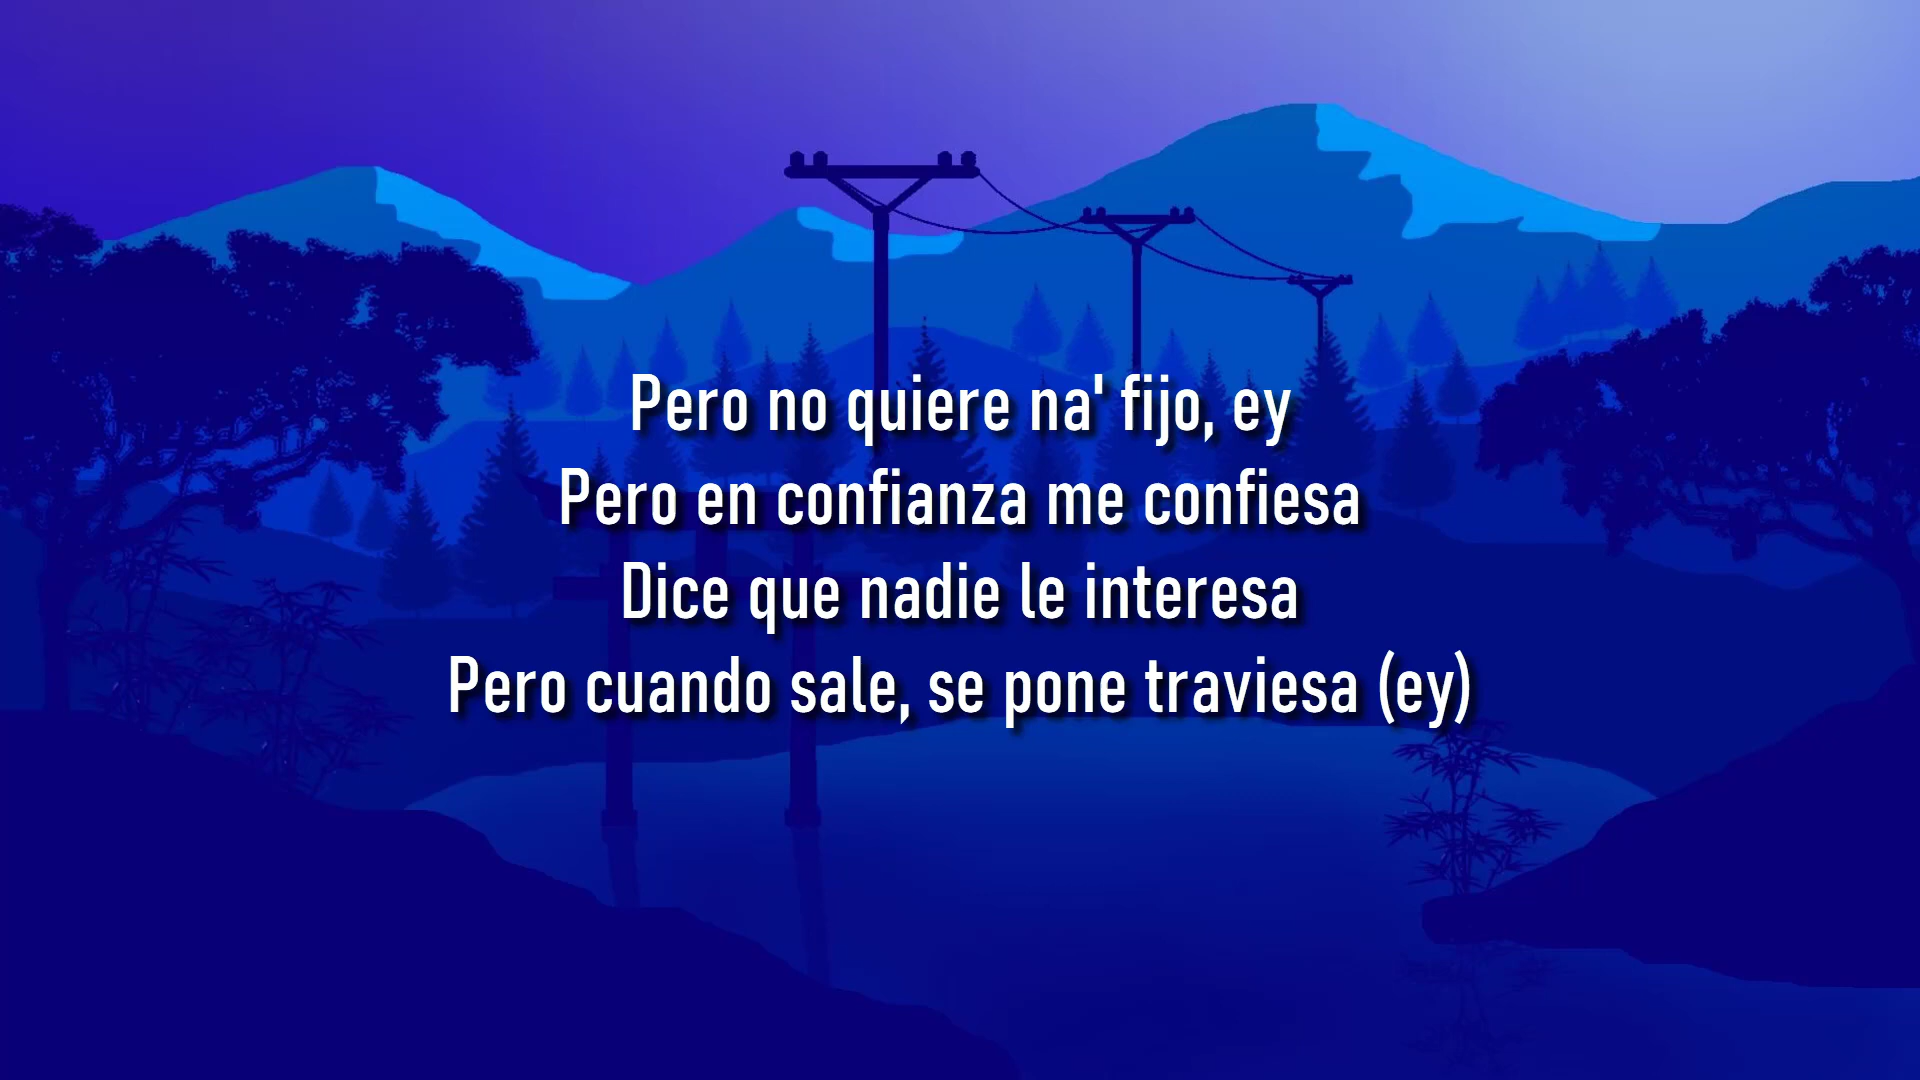 Pero no quiere na' fijo, ey
Pero en confianza me confiesa
Dice que nadie le interesa
Pero cuando sale, se pone traviesa (ey)